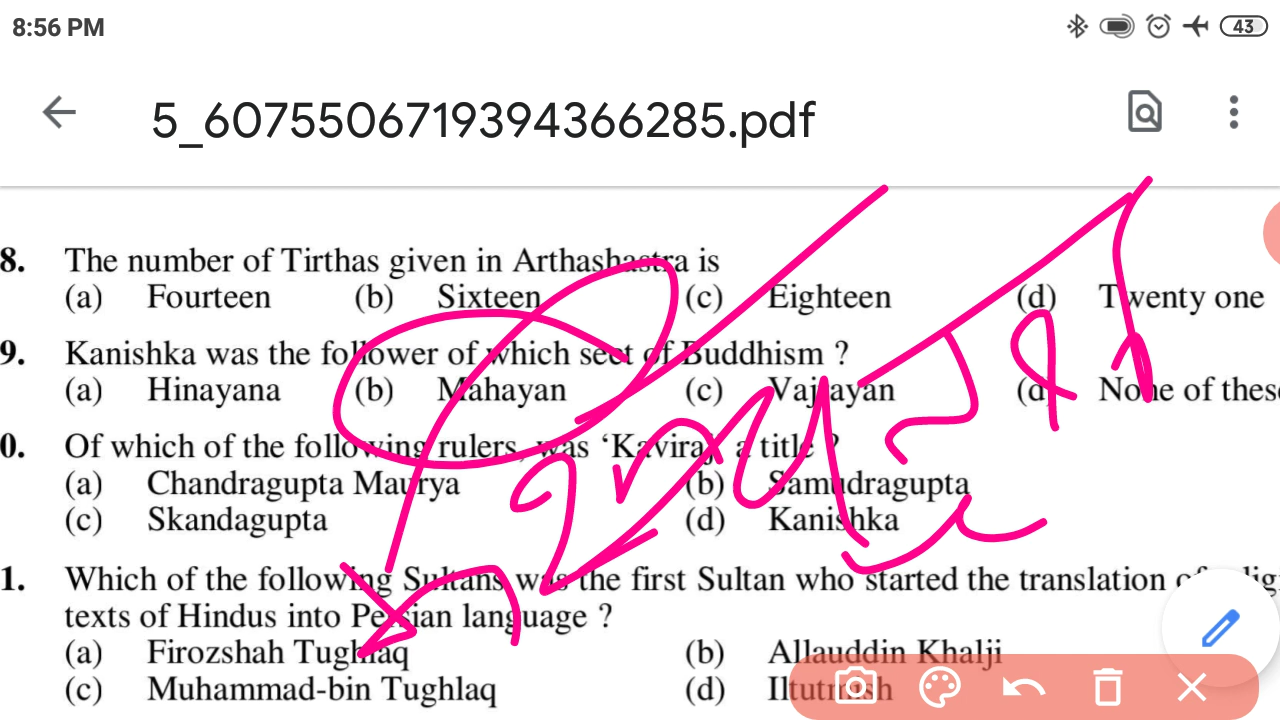 8:56 PM 43
5_6075506719394366285.pdf
8. The number of Tirthas given in Arthashastra is
(a) Fourteen (b) Sixteen (c) Eighteen (d) Twenty one
9. Kanishka was the follower of which sect of Buddhism ?
(a) Hinayana (b) Mahayan (c) Vajrayan (d) None of these
0. Of which of the following rulers, was ‘Kaviraj’ a title ?
(a) Chandragupta Maurya (b) Samudragupta
(c) Skandagupta (d) Kanishka
1. Which of the following Sultans was the first Sultan who started the translation of
texts of Hindus into Persian language ?
(a) Firozshah Tughlaq (b) Allauddin Khalji
(c) Muhammad-bin Tughlaq (d) Iltutmish